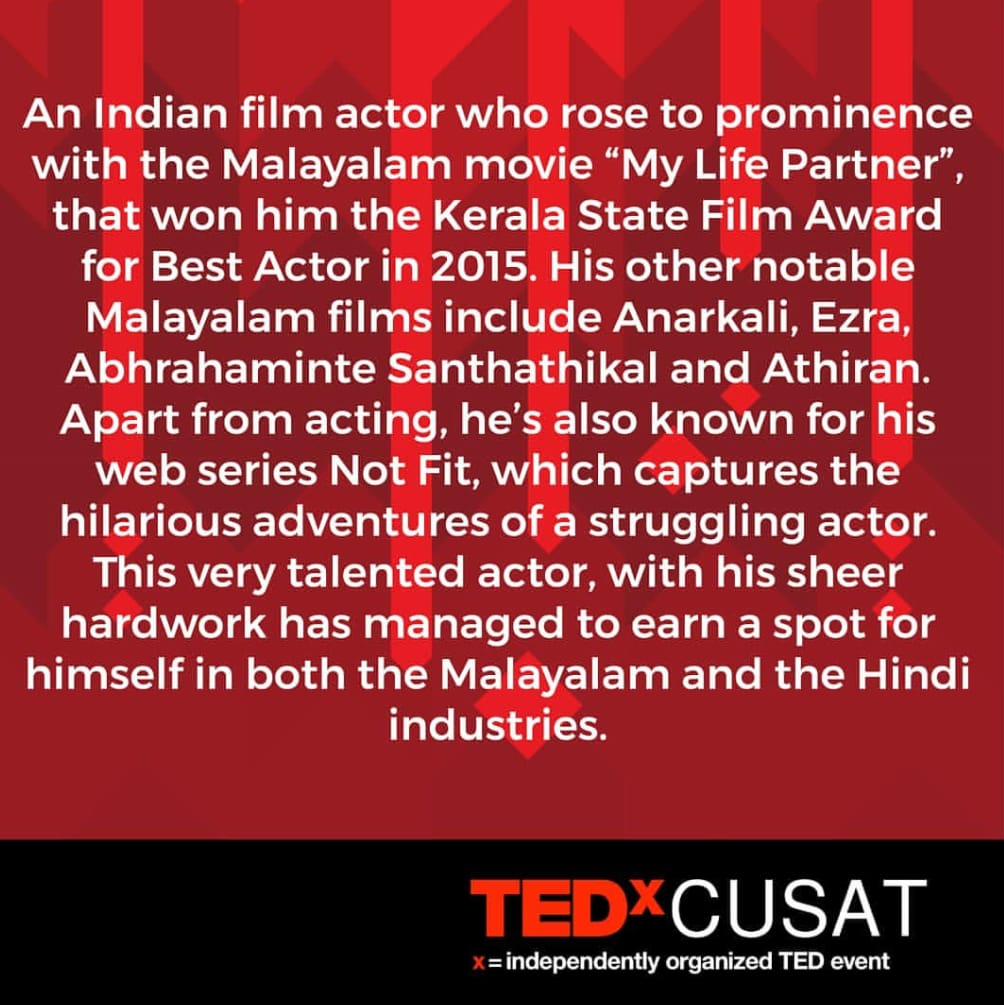 An Indian film actor who rose to prominence
with the Malayalam movie “My Life Partner”,
that won him the Kerala State Film Award
for Best Actor in 2015. His other notable
Malayalam films include Anarkali, Ezra,
Abhrahaminte Santhathikal and Athiran.
Apart from acting, he’s also known for his
web series Not Fit, which captures the
hilarious adventures of a struggling actor.
This very talented actor, with his sheer
hardwork has managed to earn a spot for
himself in both the Malayalam and the Hindi
industries.
TEDxCUSAT
x = independently organized TED event